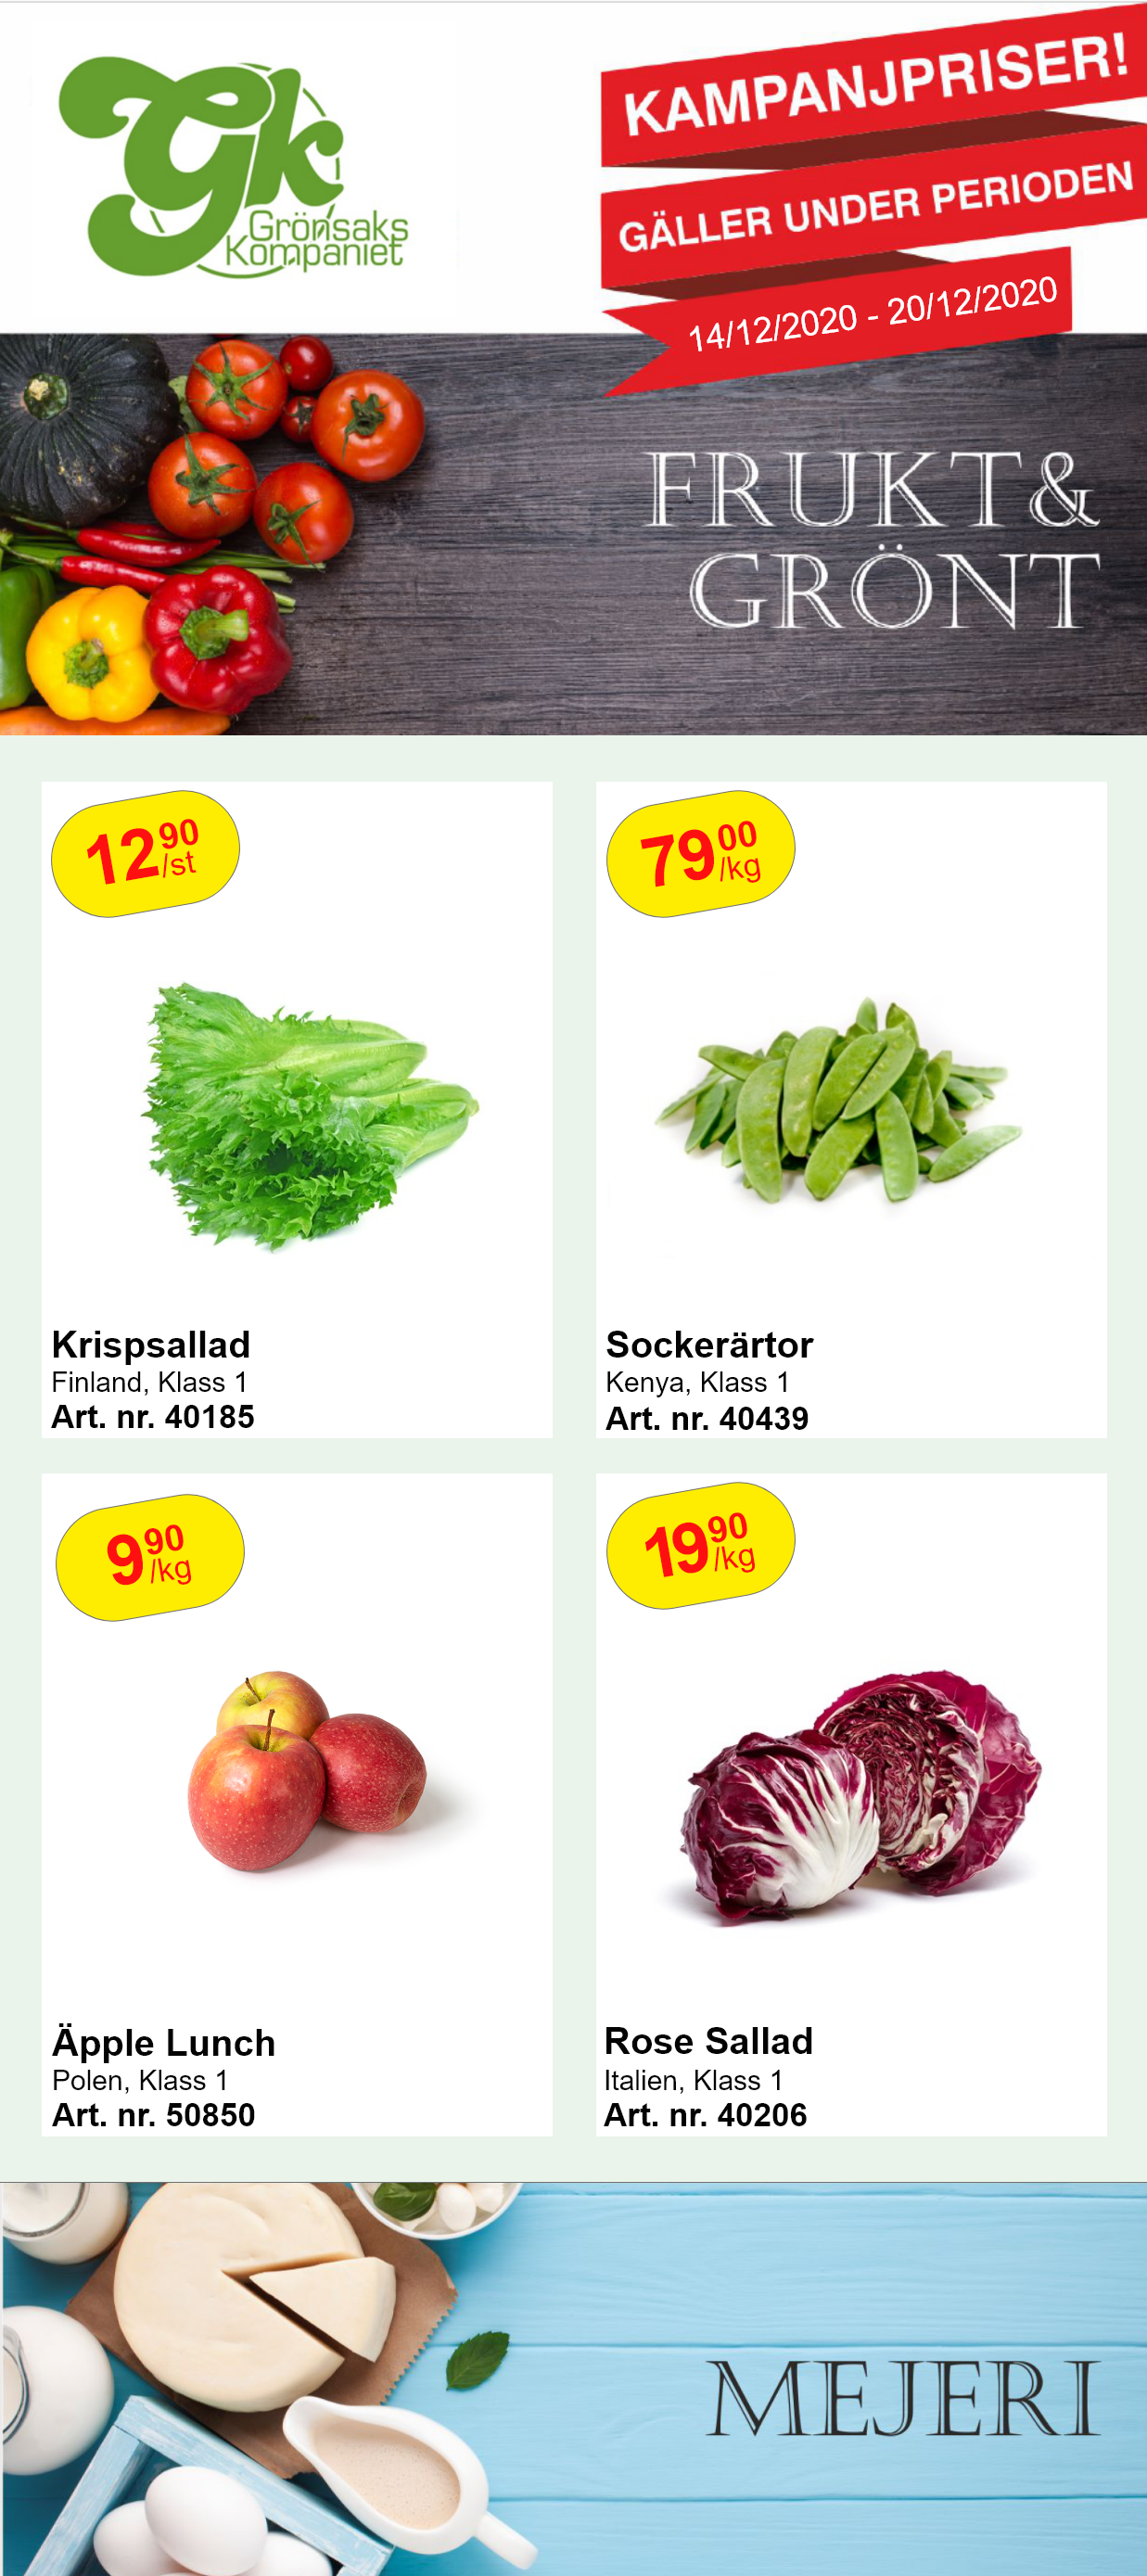 Gk
Grönsaks
Kompaniet
KAMPANJPRISER!
GÄLLER UNDER PERIODEN
14/12/2020 - 20/12/2020
FRUKT &
GRÖNT
12 90 /st
79 00 /kg
Krispsallad
Finland, Klass 1
Art. nr. 40185
Sockerärtor
Kenya, Klass 1
Art. nr. 40439
9 90 /kg
19 90 /kg
Äpple Lunch
Polen, Klass 1
Art. nr. 50850
Rose Sallad
Italien, Klass 1
Art. nr. 40206
MEJERI